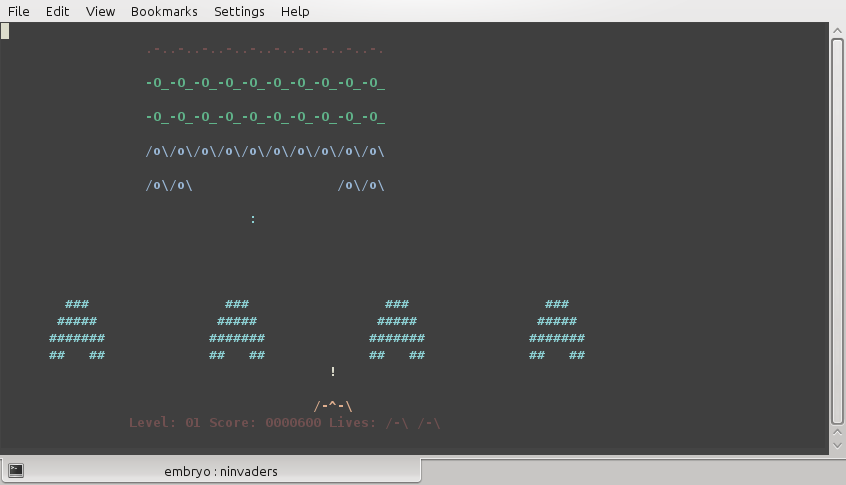 File Edit View Bookmarks Settings Help
.-..-..-..-..-..-..-..-..-..-.
-O_-O_-O_-O_-O_-O_-O_-O_-O_-O_
-O_-O_-O_-O_-O_-O_-O_-O_-O_-O_
/o\/o\/o\/o\/o\/o\/o\/o\/o\/o\
/o\/o\                  /o\/o\
:
###                 ###                 ###                 ###
#####               #####               #####               #####
#######             #######             #######             #######
##   ##             ##   ##             ##   ##             ##   ##
!
/-^-\
Level: 01 Score: 0000600 Lives: /-\ /-\
embryo : ninvaders